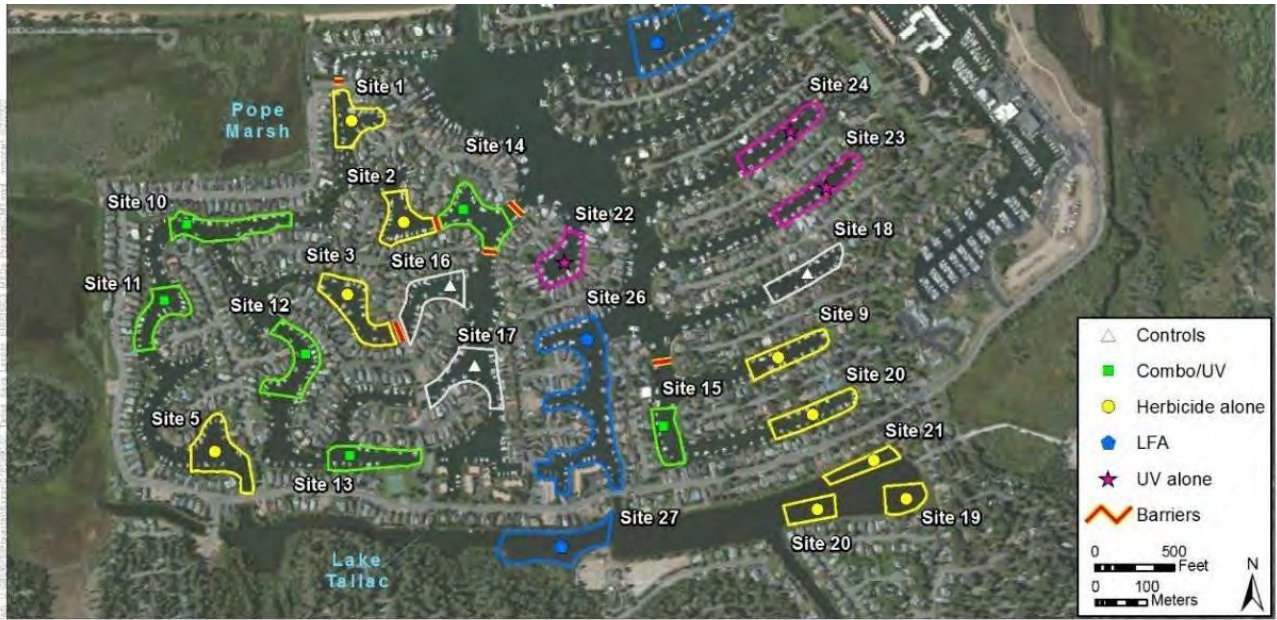 Site 24
Site 1
Pope
Marsh
Site 23
Site 14
Site 2
Site 10
Site 22
Site 18
Site 3
Site 16
Site 11
Site 26
Site 12
Site 17
Site 9
Site 15
Site 20
Site 5
Site 21
Site 13
Site 27
Site 19
Site 20
Lake
Tallac
Controls
Combo/UV
Herbicide alone
LFA
UV alone
Barriers
0 500
Feet
0 100
Meters
N